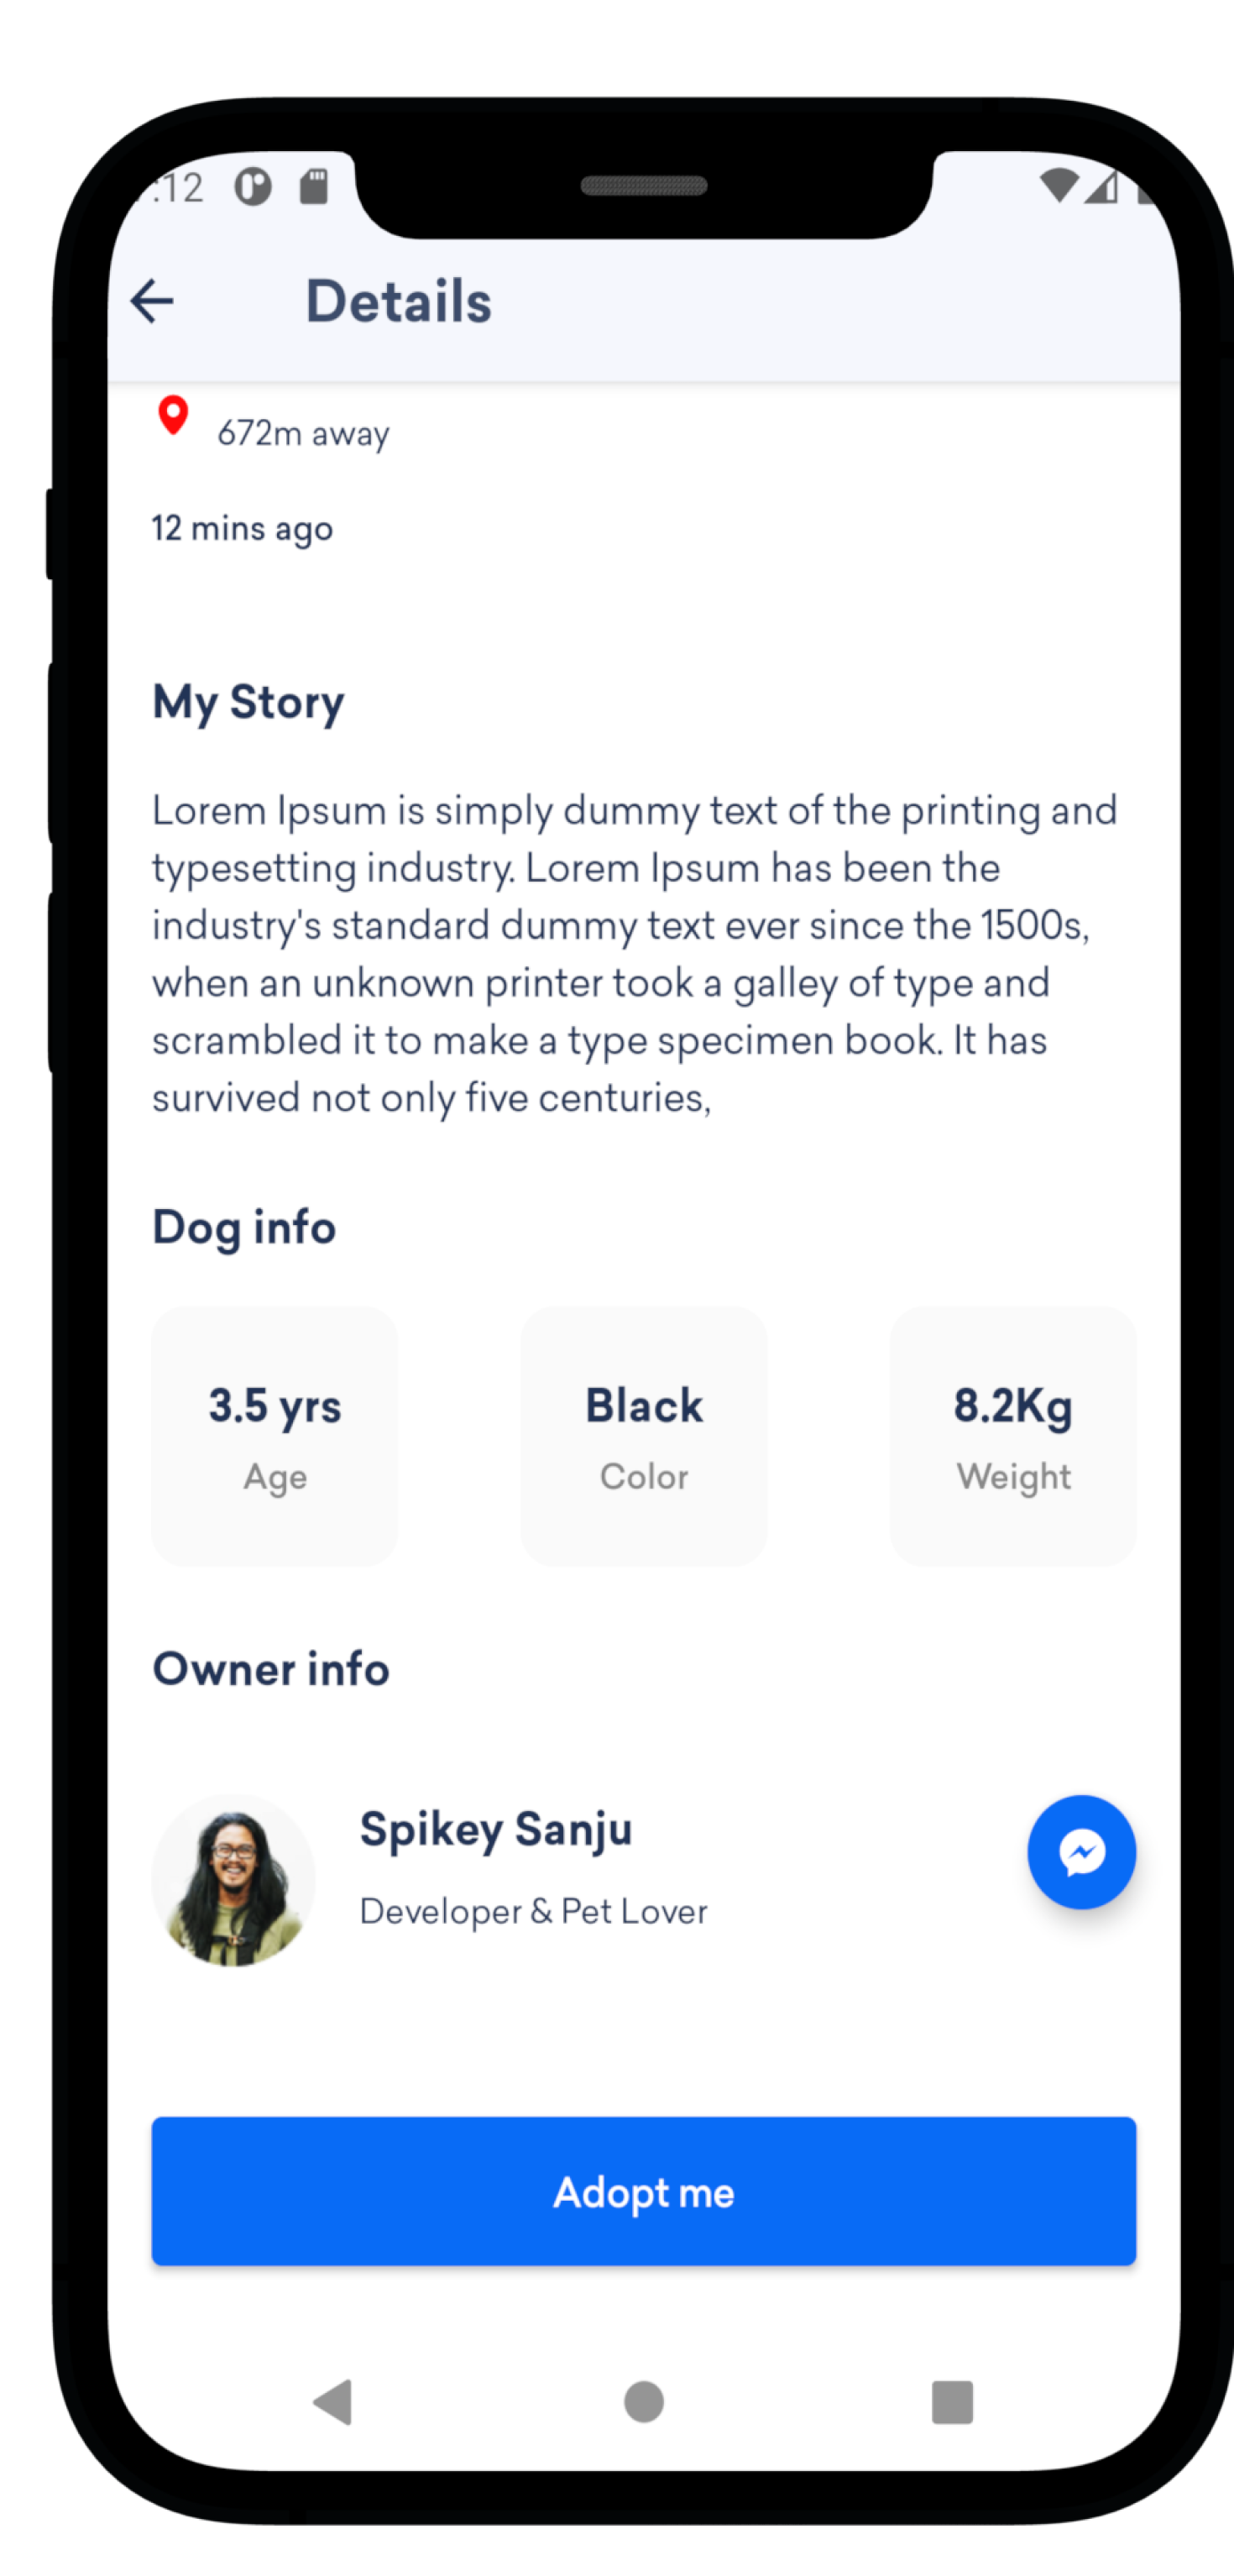 :12
Details
672m away
12 mins ago
My Story
Lorem Ipsum is simply dummy text of the printing and
typesetting industry. Lorem Ipsum has been the
industry's standard dummy text ever since the 1500s,
when an unknown printer took a galley of type and
scrambled it to make a type specimen book. It has
survived not only five centuries,
Dog info
3.5 yrs
Black
8.2Kg
Age
Color
Weight
Owner info
Spikey Sanju
Developer & Pet Lover
Adopt me